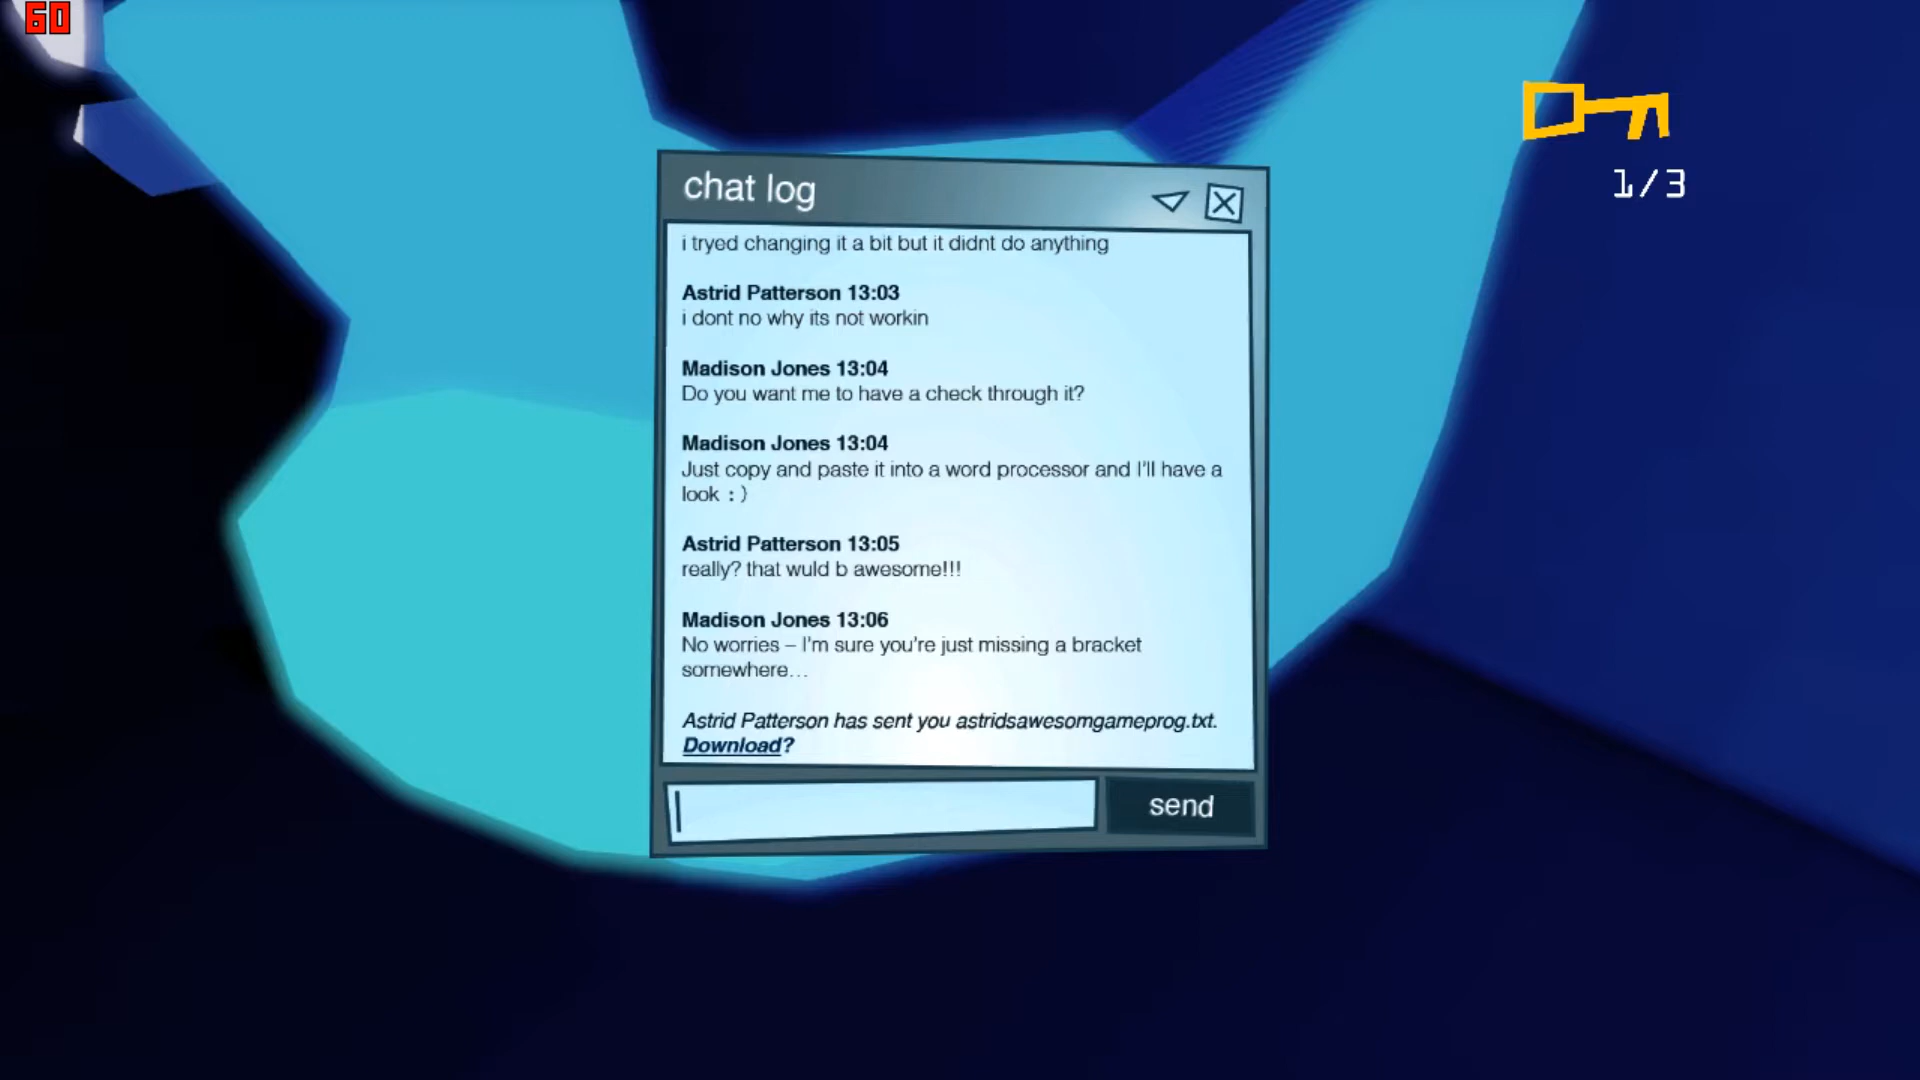 60
1/3
chat log
i tryed changing it a bit but it didnt do anything
Astrid Patterson 13:03
i dont no why its not workin
Madison Jones 13:04
Do you want me to have a check through it?
Madison Jones 13:04
Just copy and paste it into a word processor and I'll have a
look :)
Astrid Patterson 13:05
really? that wuld b awesome!!!
Madison Jones 13:06
No worries – I'm sure you're just missing a bracket
somewhere…
Astrid Patterson has sent you astridsawesomgameprog.txt.
Download?
send